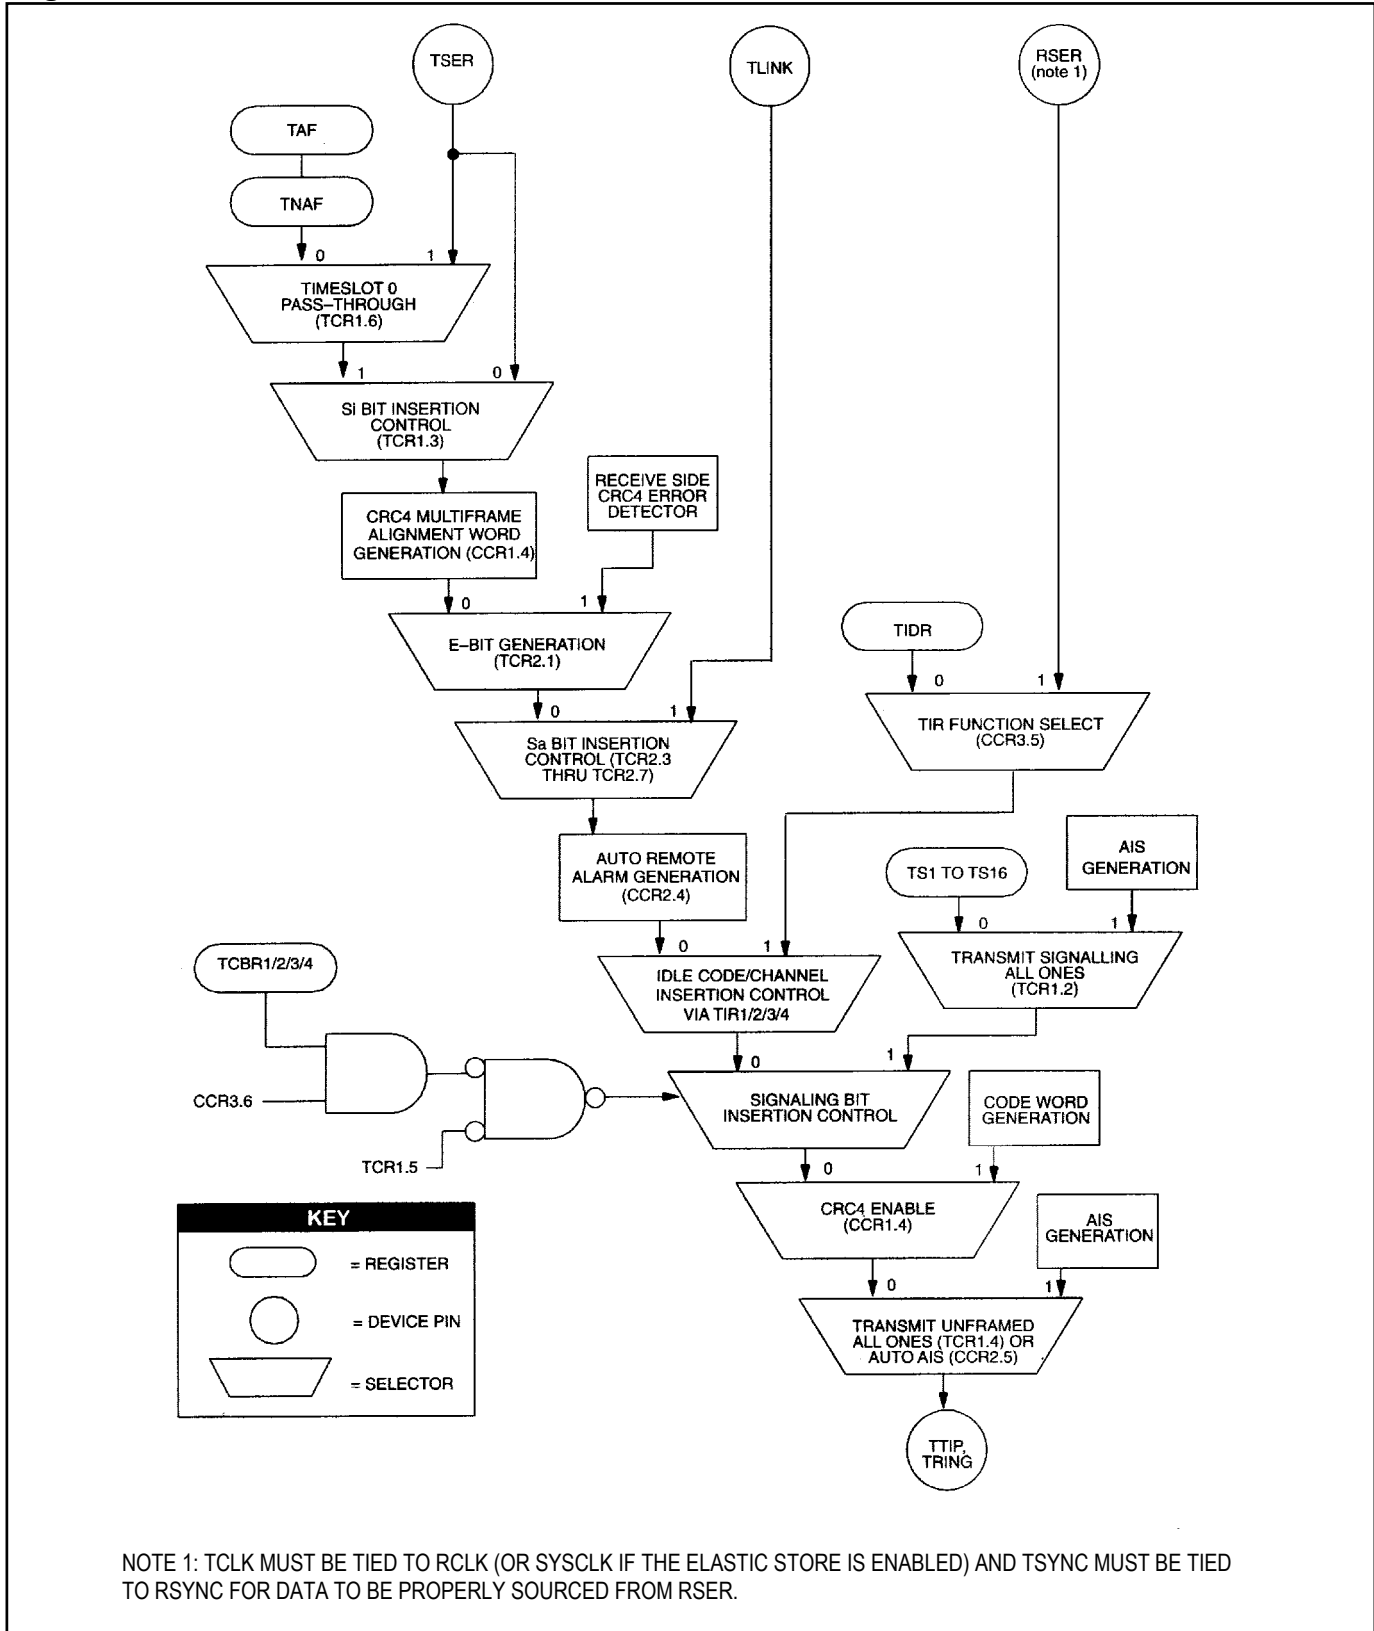 TSER
TLINK
RSER
(note 1)
TAF
TNAF
0
1
TIMESLOT 0
PASS–THROUGH
(TCR1.6)
1
0
Si BIT INSERTION
CONTROL
(TCR1.3)
RECEIVE SIDE
CRC4 ERROR
DETECTOR
CRC4 MULTIFRAME
ALIGNMENT WORD
GENERATION (CCR1.4)
0
1
E–BIT GENERATION
(TCR2.1)
TIDR
0
1
TIR FUNCTION SELECT
(CCR3.5)
0
1
Sa BIT INSERTION
CONTROL (TCR2.3
THRU TCR2.7)
AUTO REMOTE
ALARM GENERATION
(CCR2.4)
TS1 TO TS16
AIS
GENERATION
0
1
TRANSMIT SIGNALLING
ALL ONES
(TCR1.2)
0
1
IDLE CODE/CHANNEL
INSERTION CONTROL
VIA TIR1/2/3/4
TCBR1/2/3/4
CCR3.6
TCR1.5
0
1
SIGNALING BIT
INSERTION CONTROL
CODE WORD
GENERATION
0
1
CRC4 ENABLE
(CCR1.4)
AIS
GENERATION
0
1
TRANSMIT UNFRAMED
ALL ONES (TCR1.4) OR
AUTO AIS (CCR2.5)
TTIP,
TRING
KEY
= REGISTER
= DEVICE PIN
= SELECTOR
NOTE 1: TCLK MUST BE TIED TO RCLK (OR SYSCLK IF THE ELASTIC STORE IS ENABLED) AND TSYNC MUST BE TIED
TO RSYNC FOR DATA TO BE PROPERLY SOURCED FROM RSER.